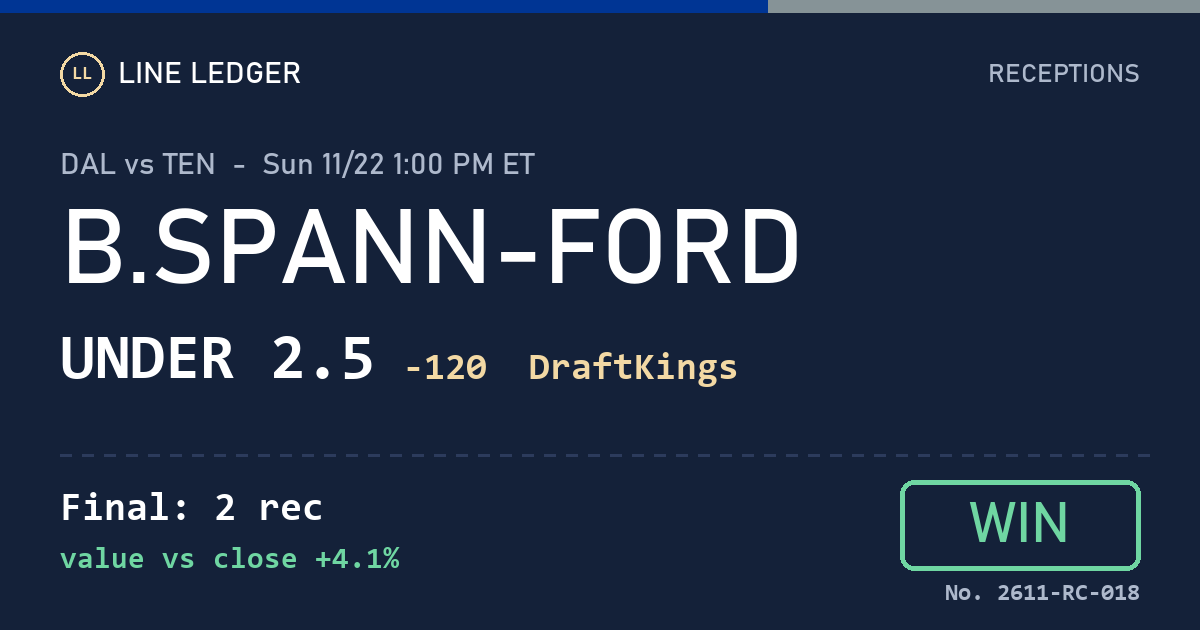 LL LINE LEDGER
RECEPTIONS
DAL vs TEN - Sun 11/22 1:00 PM ET
B.SPANN-FORD
UNDER 2.5 -120 DraftKings
Final: 2 rec
value vs close +4.1%
WIN
No. 2611-RC-018